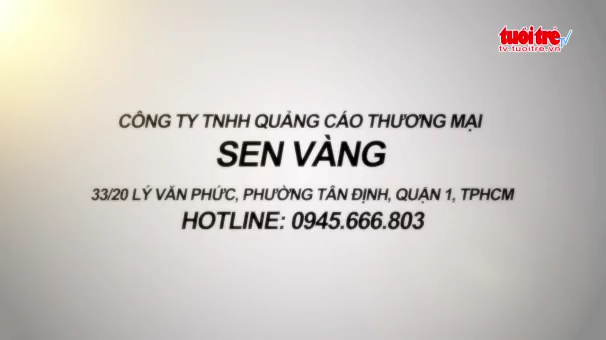 tuổi trẻ TV
tv.tuoitre.vn
CÔNG TY TNHH QUẢNG CÁO THƯƠNG MẠI
SEN VÀNG
33/20 LÝ VĂN PHỨC, PHƯỜNG TÂN ĐỊNH, QUẬN 1, TPHCM
HOTLINE: 0945.666.803